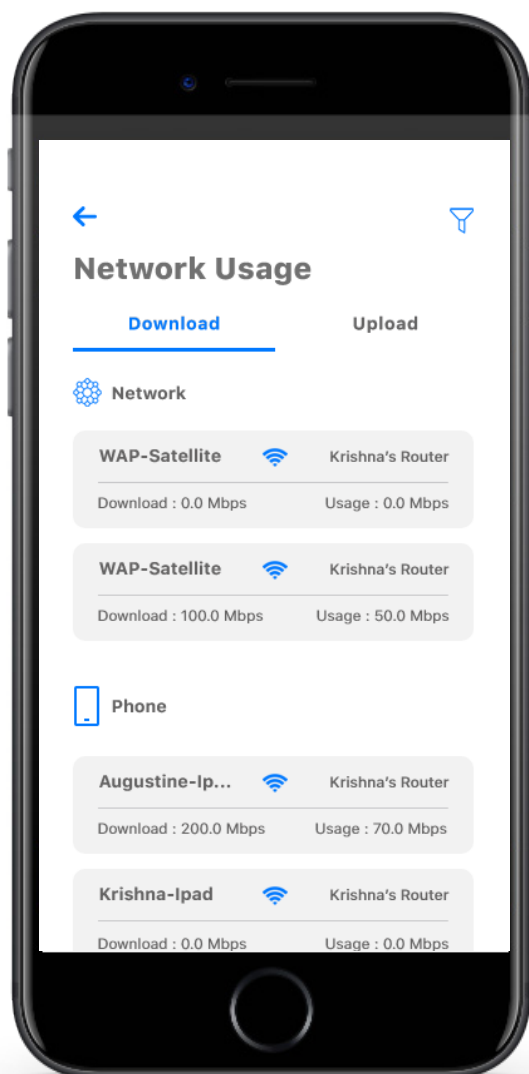 Network Usage
Download Upload
Network
WAP-Satellite Krishna's Router
Download : 0.0 Mbps Usage : 0.0 Mbps
WAP-Satellite Krishna's Router
Download : 100.0 Mbps Usage : 50.0 Mbps
Phone
Augustine-Ip... Krishna's Router
Download : 200.0 Mbps Usage : 70.0 Mbps
Krishna-Ipad Krishna's Router
Download : 0.0 Mbps Usage : 0.0 Mbps